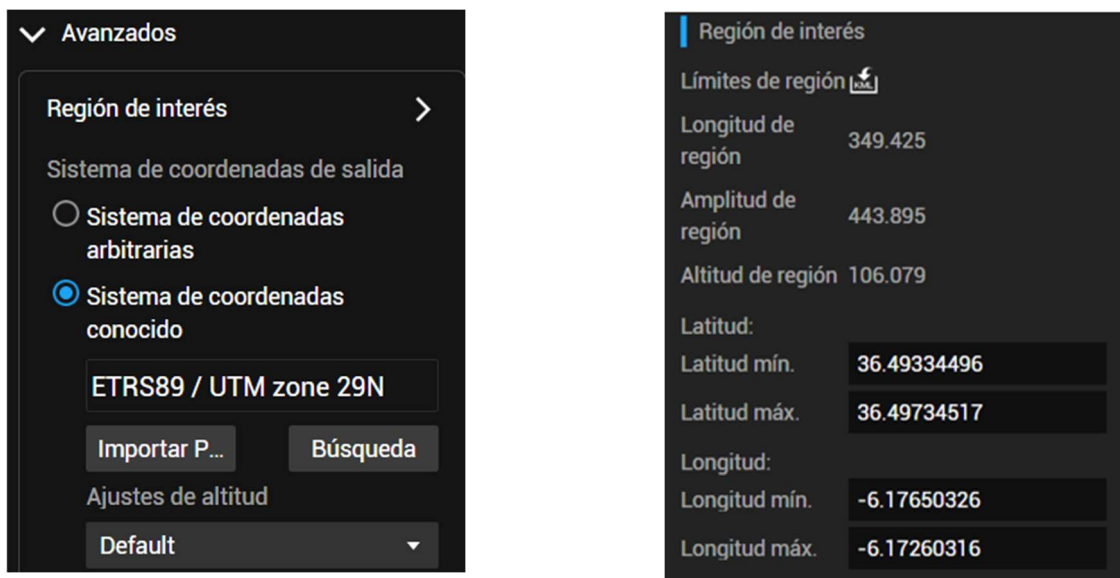 Avanzados
Región de interés
Sistema de coordenadas de salida
Sistema de coordenadas
arbitrarias
Sistema de coordenadas
conocido
ETRS89 / UTM zone 29N
Importar P...
Búsqueda
Ajustes de altitud
Default
Región de interés
Límites de región KML
Longitud de
región
349.425
Amplitud de
región
443.895
Altitud de región 106.079
Latitud:
Latitud mín. 36.49334496
Latitud máx. 36.49734517
Longitud:
Longitud mín. -6.17650326
Longitud máx. -6.17260316